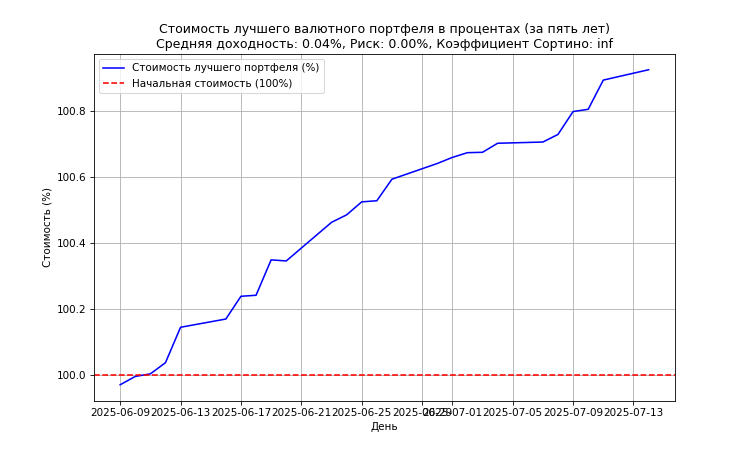 Стоимость лучшего валютного портфеля в процентах (за пять лет)
Средняя доходность: 0.04%, Риск: 0.00%, Коэффициент Сортино: inf
Стоимость лучшего портфеля (%)
Начальная стоимость (100%)
Стоимость (%)
100.8
100.6
100.4
100.2
100.0
2025-06-09 2025-06-13 2025-06-17 2025-06-21 2025-06-25 2025-06-29 2025-07-01 2025-07-05 2025-07-09 2025-07-13
День